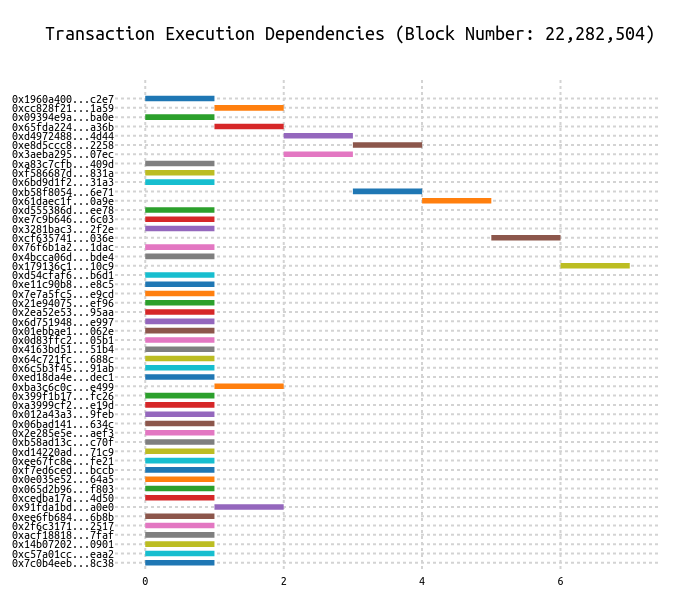 Transaction Execution Dependencies (Block Number: 22,282,504)
0x1960a400...c2e7
0xcc828f21...1a59
0x09394e9a...ba0e
0x65fda224...a36b
0xd4972488...4d44
0xe8d5ccc8...2258
0x3aeba295...07ec
0xa83c7cfb...409d
0xf586687d...831a
0x6bd9d1f2...31a3
0xb58f8054...6e71
0x61daec1f...0a9e
0xd555386d...ee78
0xe7c9b646...6c03
0x3281bac3...2f2e
0xcf635741...036e
0x76f6b1a2...1dac
0x4bcca06d...bde4
0x179136c1...10c9
0xd54cfaf6...b6d1
0xe11c90b8...e8c5
0x7e7a5fc5...e9cd
0x21e94075...ef96
0x2ea52e53...95aa
0x6d751948...e997
0x01ebbae1...062e
0x0d83ffc2...05b1
0x4163bd51...51b4
0x64c721fc...688c
0x6c5b3f45...91ab
0xed18da4e...dec1
0xba3c6c0c...e499
0x399f1b17...fc26
0xa3999cf2...e19d
0x012a43a3...9feb
0x06bad141...634c
0x2e285e5e...aef3
0xb58ad13c...c70f
0xd14220ad...71c9
0xee67fc8e...fe21
0xf7ed6ced...bccb
0x0e035e52...64a5
0x065d2b96...f803
0xcedba17a...4d50
0x91fda1bd...a0e0
0xee6fb684...6b8b
0x2f6c3171...2517
0xacf18818...7faf
0x14b07202...0901
0xc57a01cc...eaa2
0x7c0b4eeb...8c38
0 2 4 6